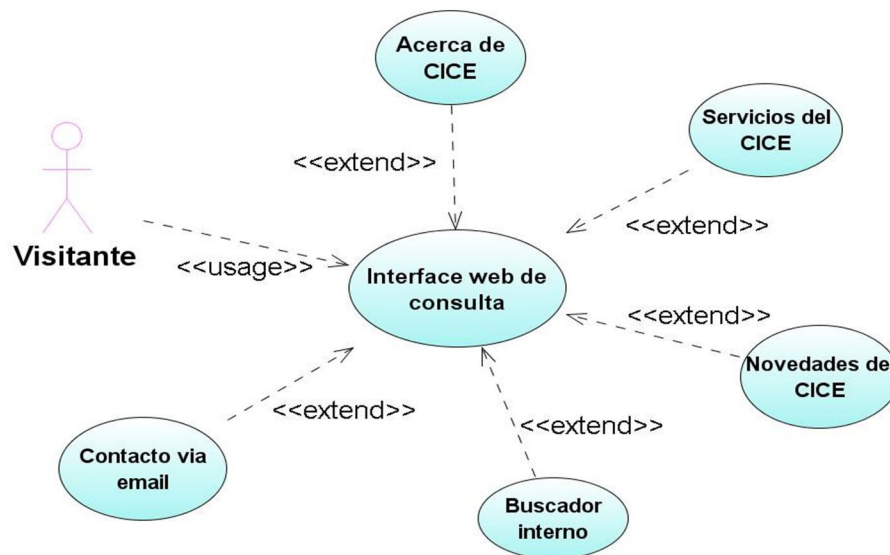 Acerca de
CICE
Servicios del
CICE
<<extend>>
<<extend>>
Visitante
<<usage>>
Interface web de
consulta
<<extend>>
Novedades de
CICE
<<extend>>
<<extend>>
Contacto via
email
Buscador
interno